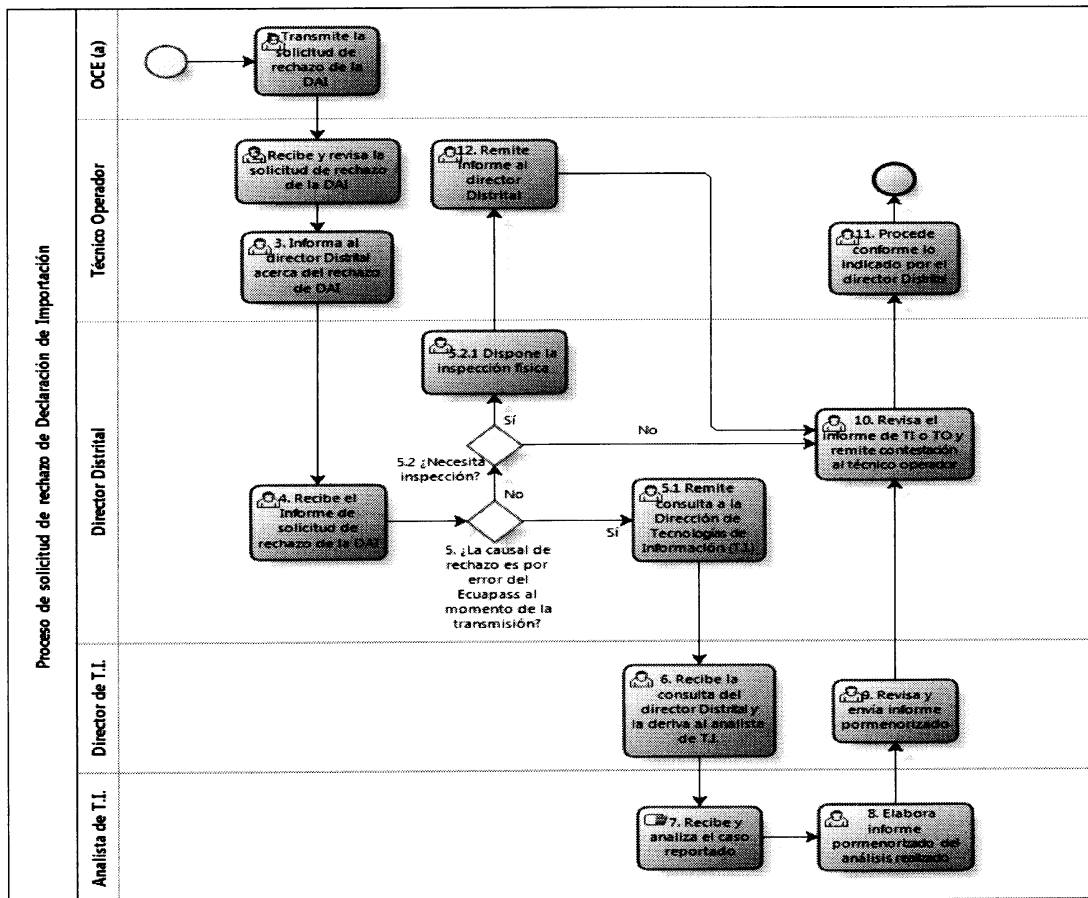 Proceso de solicitud de rechazo de Declaración de Importación
OCE (a)
Transmite la
solicitud de
rechazo de la
DAI
Técnico Operador
Recibe y revisa la
solicitud de rechazo
de la DAI
3. Informa al
director Distrital
acerca del rechazo
de DAI
12. Remite
informe al
director
Distrital
11. Procede
conforme lo
indicado por el
director Distrital
Director Distrital
5.2.1 Dispone la
inspección física
Sí
No
5.2 ¿Necesita
inspección?
No
10. Revisa el
informe de TI o TO y
remite contestación
al técnico operador
4. Recibe el
Informe de
solicitud de
rechazo de la DAI
Sí
5. ¿La causal de
rechazo es por
error del
Ecuapass al
momento de la
transmisión?
5.1 Remite
consulta a la
Dirección de
Tecnologías de
Información (T.I.)
Director de T.I.
6. Recibe la
consulta del
director Distrital y
la deriva al analista
de T.I.
9. Revisa y
envía informe
pormenorizado
Analista de T.I.
7. Recibe y
analiza el caso
reportado
8. Elabora
informe
pormenorizado del
análisis realizado